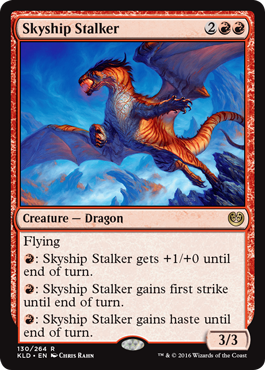 Skyship Stalker 2
Creature — Dragon
Flying
: Skyship Stalker gets +1/+0 until
end of turn.
: Skyship Stalker gains first strike
until end of turn.
: Skyship Stalker gains haste until
end of turn.
3/3
130/264 R
KLD • EN Chris Rahn
™ & © 2016 Wizards of the Coast